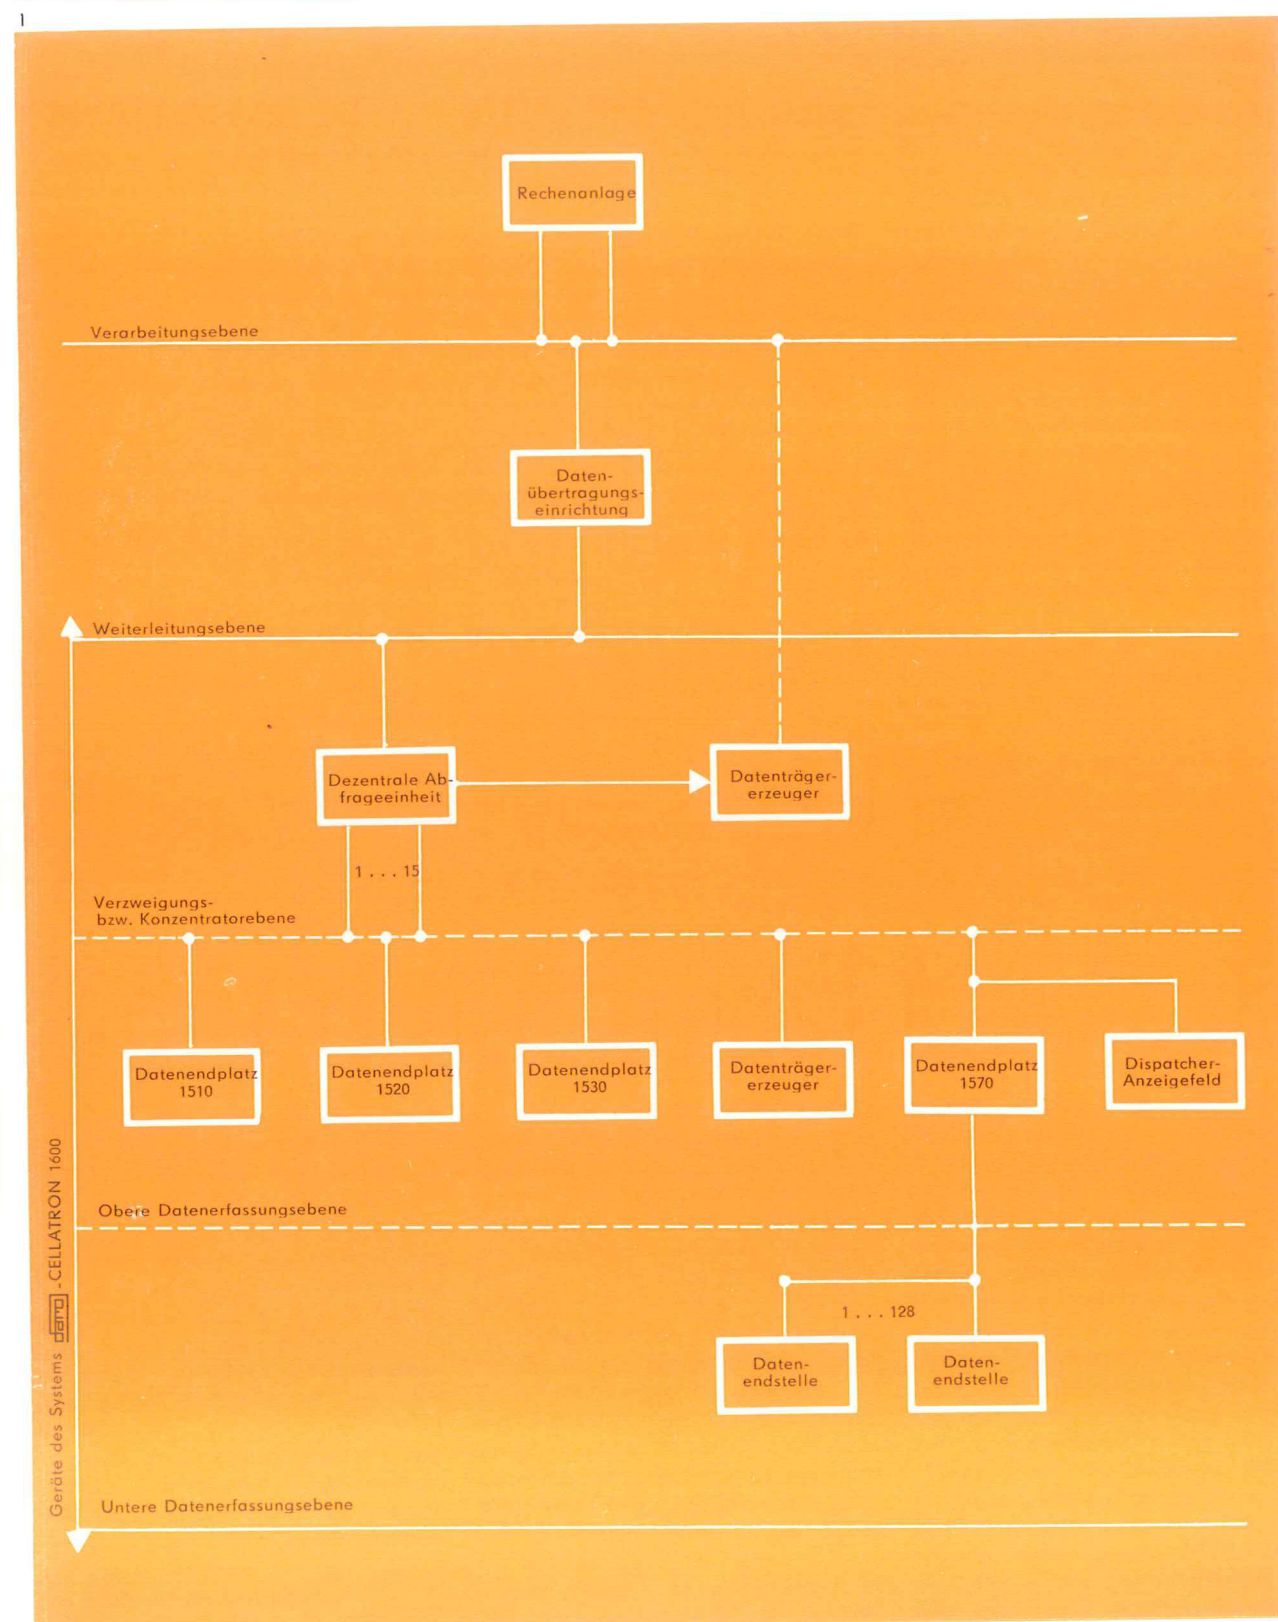 1
Rechenanlage
Verarbeitungsebene
Daten-
übertragungs-
einrichtung
Weiterleitungsebene
Dezentrale Ab-
frageeinheit
Datenträger-
erzeuger
1 . . . 15
Verzweigungs-
bzw. Konzentratorebene
Datenendplatz
1510
Datenendplatz
1520
Datenendplatz
1530
Datenträger-
erzeuger
Datenendplatz
1570
Dispatcher-
Anzeigefeld
Obere Datenerfassungsebene
1 . . . 128
Daten-
endstelle
Daten-
endstelle
Untere Datenerfassungsebene
Geräte des Systems daro -CELLATRON 1600